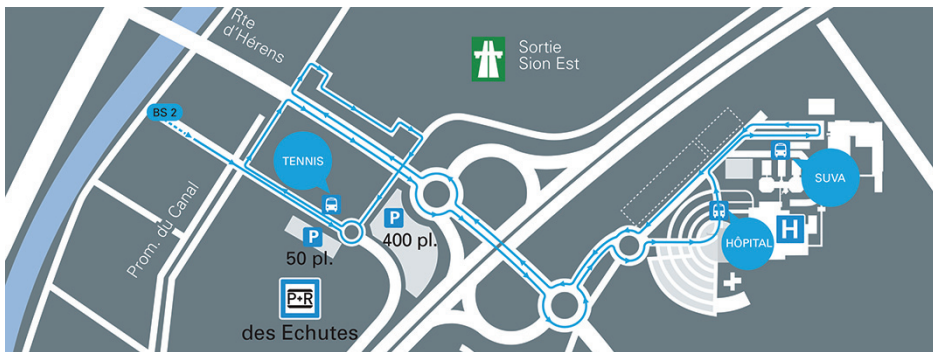 Rte
d'Hérens
Sortie
Sion Est
BS 2
TENNIS
SUVA
Prom. du Canal
P
400 pl.
H
HÔPITAL
P
50 pl.
P+R
des Echutes